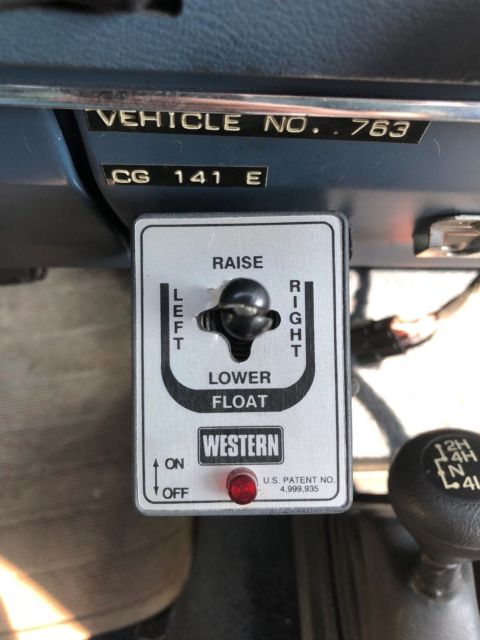 VEHICLE NO. . 763
CG 141 E
RAISE
LEFT
RIGHT
LOWER
FLOAT
WESTERN
ON
OFF
U.S. PATENT NO.
4,999,935
2H
4H
N